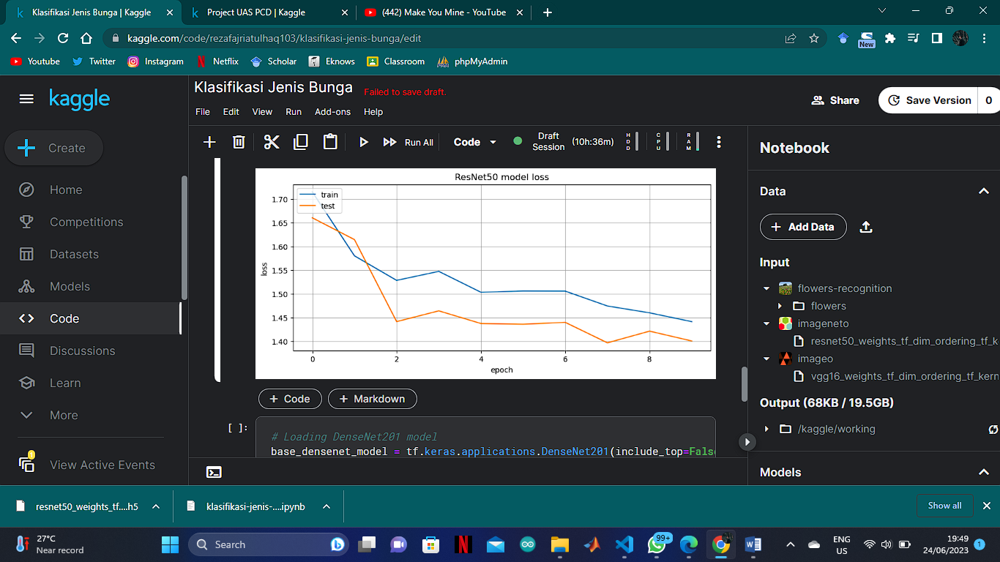 Klasifikasi Jenis Bunga | Kaggle
Project UAS PCD | Kaggle
(442) Make You Mine - YouTube
kaggle.com/code/rezafajriatulhaq103/klasifikasi-jenis-bunga/edit
New
Youtube
Twitter
Instagram
Netflix
Scholar
Eknows
Classroom
phpMyAdmin
kaggle
Create
Home
Competitions
Datasets
Models
Code
Discussions
Learn
More
View Active Events
2
Klasifikasi Jenis Bunga
Failed to save draft.
File Edit View Run Add-ons Help
Share
Save Version
0
Run All
Code
Draft Session
(10h:36m)
HDD
CPU
RAM
ResNet50 model loss
train
test
1.70
1.65
1.60
1.55
1.50
1.45
1.40
loss
0 2 4 6 8
epoch
+ Code
+ Markdown
[ ]:
# Loading DenseNet201 model
base_densenet_model = tf.keras.applications.DenseNet201(include_top=False
Notebook
Data
Add Data
Input
flowers-recognition
flowers
imageneto
resnet50_weights_tf_dim_ordering_tf_k
imageo
vgg16_weights_tf_dim_ordering_tf_kern
Output (68KB / 19.5GB)
/kaggle/working
Models
resnet50_weights_tf....h5
klasifikasi-jenis-....ipynb
Show all
27°C
Near record
Search
99+
ENG
US
19:49
24/06/2023
1